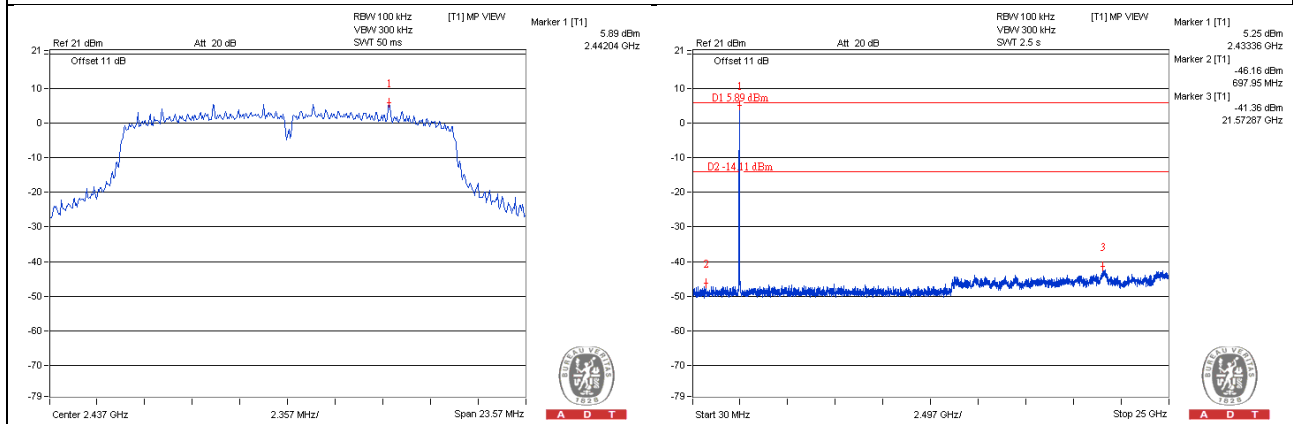 RBW 100 kHz [T1] MP VIEW
VBW 300 kHz
Ref 21 dBm Att 20 dB SWT 50 ms
Marker 1 [T1]
5.89 dBm
2.44204 GHz
21
Offset 11 dB
10
0
-10
-20
-30
-40
-50
-60
-70
-79
1
Center 2.437 GHz 2.357 MHz/ Span 23.57 MHz
BUREAU VERITAS
1828
A D T
RBW 100 kHz [T1] MP VIEW
VBW 300 kHz
Ref 21 dBm Att 20 dB SWT 2.5 s
Marker 1 [T1]
5.25 dBm
2.43336 GHz
Marker 2 [T1]
-46.16 dBm
697.95 MHz
Marker 3 [T1]
-41.36 dBm
21.57287 GHz
21
Offset 11 dB
10
0
-10
-20
-30
-40
-50
-60
-70
-79
1
D1 5.89 dBm
D2 -14.11 dBm
2
3
Start 30 MHz 2.497 GHz/ Stop 25 GHz
BUREAU VERITAS
1828
A D T